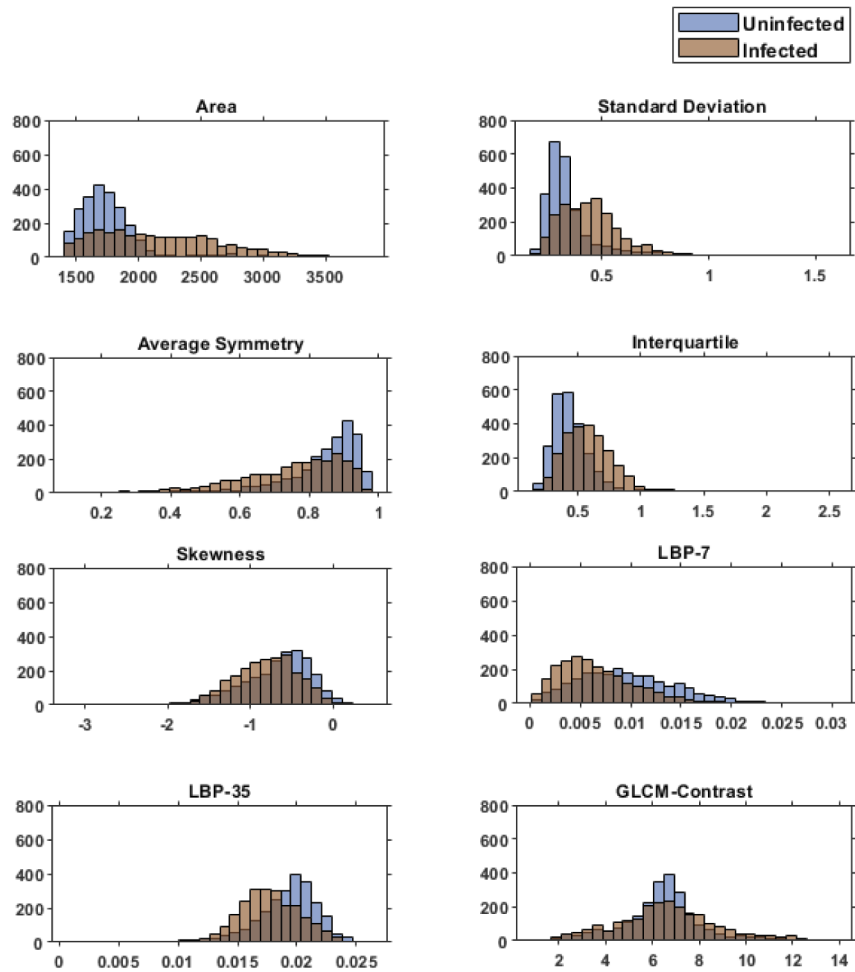 Uninfected
Infected
Area
800
600
400
200
0
1500 2000 2500 3000 3500
Standard Deviation
800
600
400
200
0
0.5 1 1.5
Average Symmetry
800
600
400
200
0
0.2 0.4 0.6 0.8 1
Interquartile
800
600
400
200
0
0.5 1 1.5 2 2.5
Skewness
800
600
400
200
0
-3 -2 -1 0
LBP-7
800
600
400
200
0
0 0.005 0.01 0.015 0.02 0.025 0.03
LBP-35
800
600
400
200
0
0 0.005 0.01 0.015 0.02 0.025
GLCM-Contrast
800
600
400
200
0
2 4 6 8 10 12 14